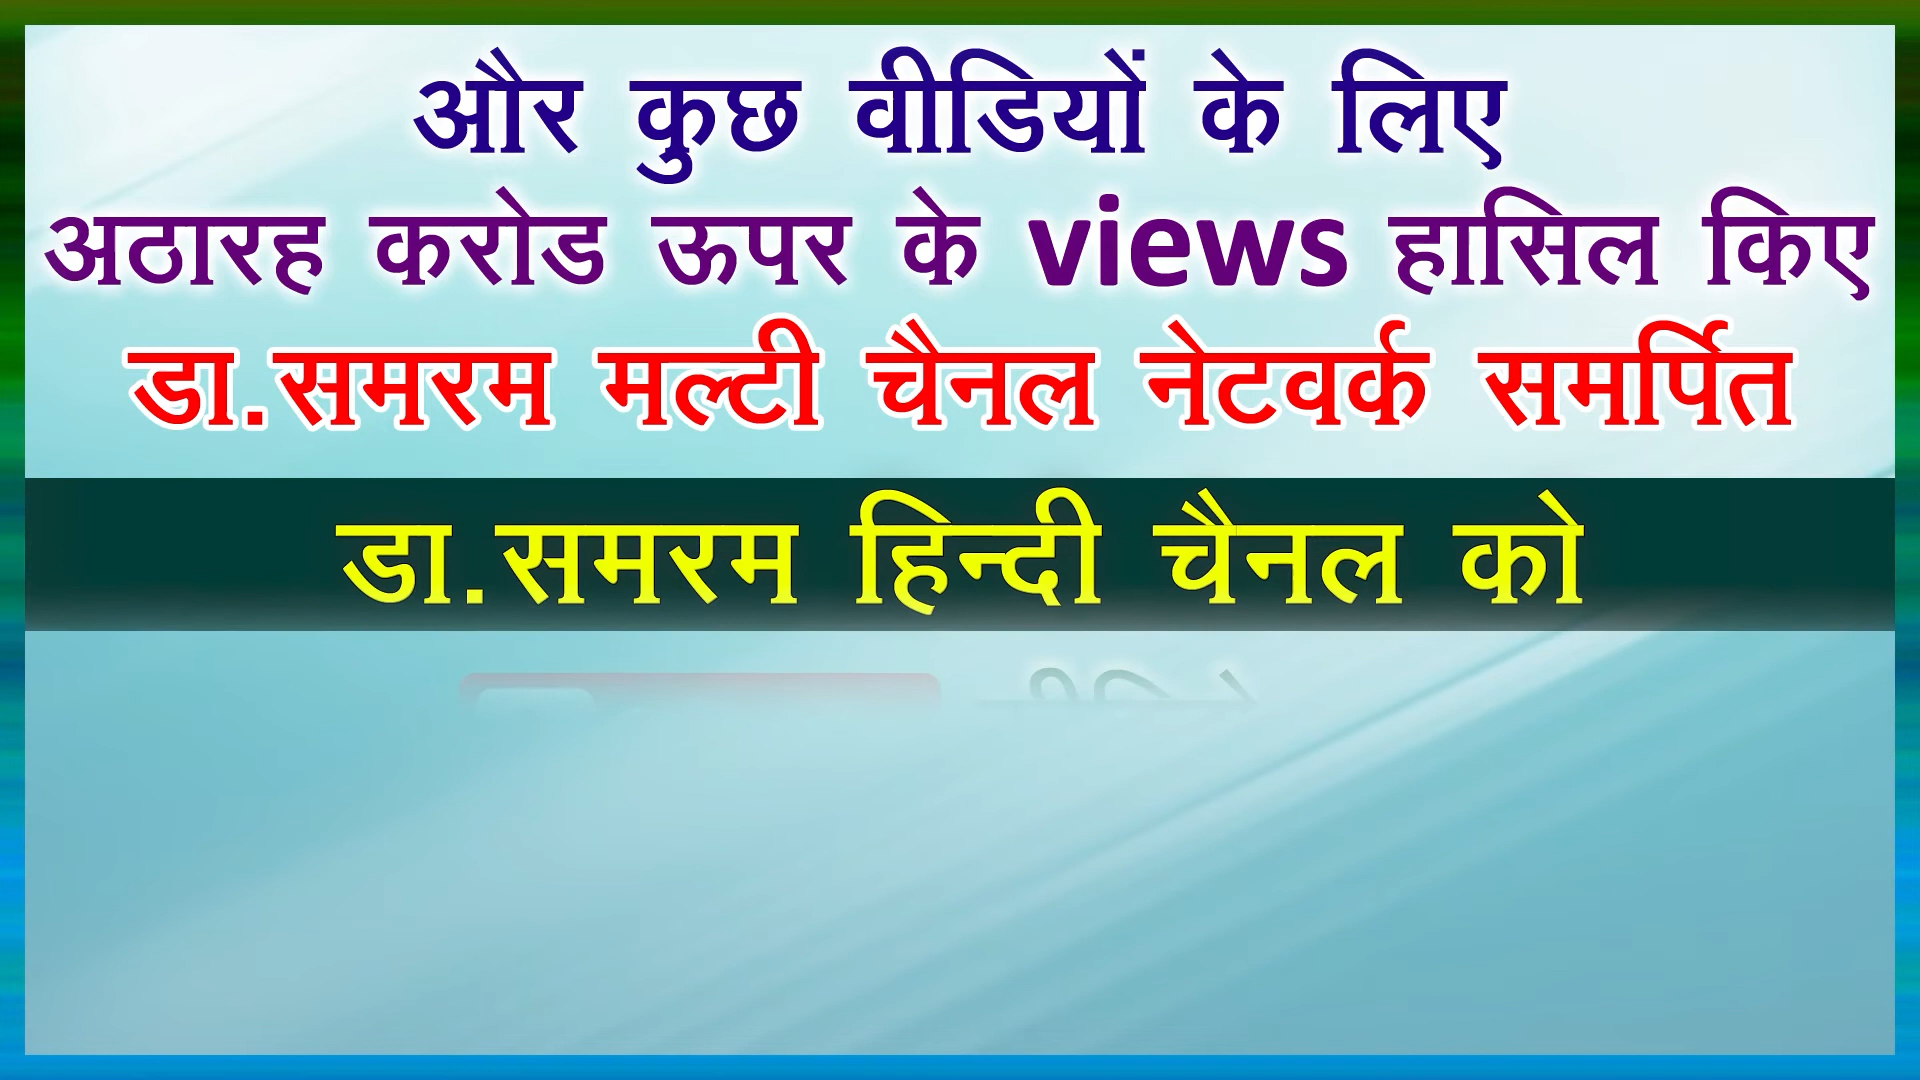 और कुछ वीडियों के लिए
अठारह करोड ऊपर के views हासिल किए
डा.समरम मल्टी चैनल नेटवर्क समर्पित
डा.समरम हिन्दी चैनल को